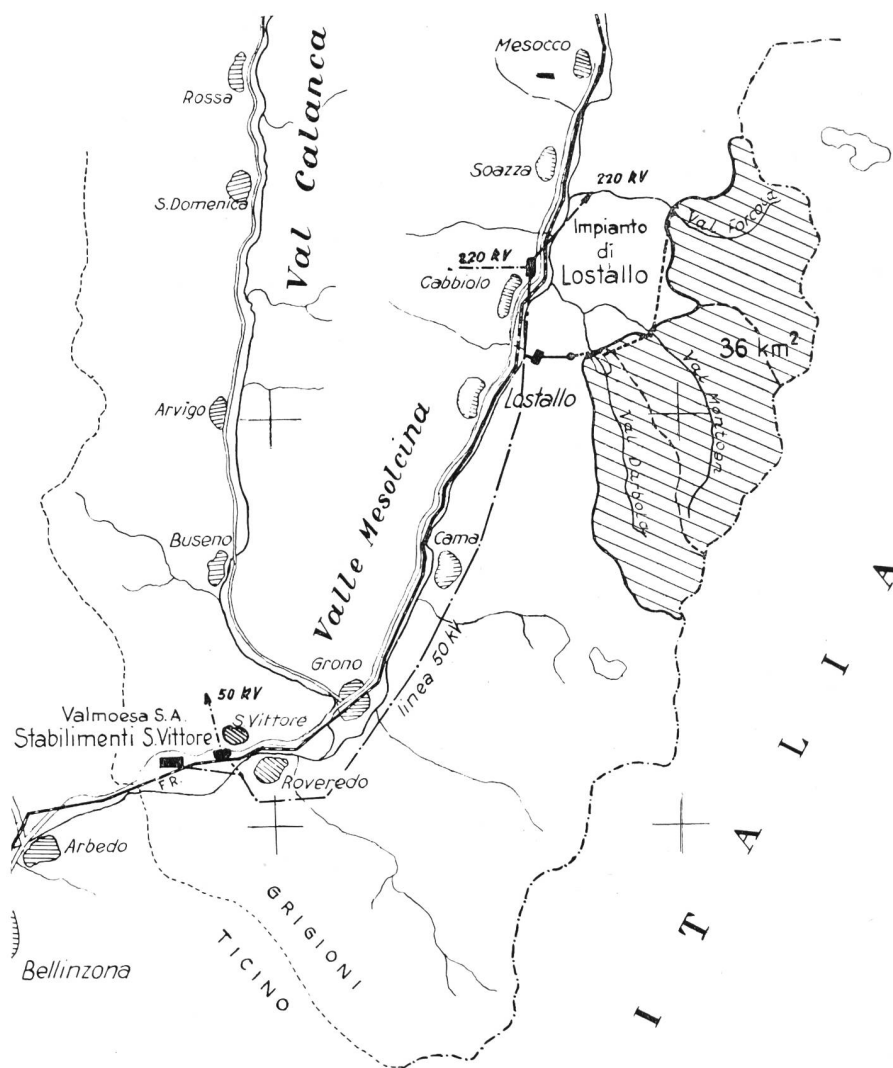 Mesocco
Rossa
Val Calanca
Soazza
220 kV
S.Domenica
Val Forcola
Impianto
di
Lostallo
220 kV
Cabbiolo
36 km²
Val Montogn
Lostallo
Val Darbola
Arvigo
Valle Mesolcina
Buseno
Cama
linea 50 kV
Grono
50 kV
Valmoesa S.A.
Stabilimenti S.Vittore
S.Vittore
F.R.
Roveredo
Arbedo
GRIGIONI
TICINO
Bellinzona
ITALIA